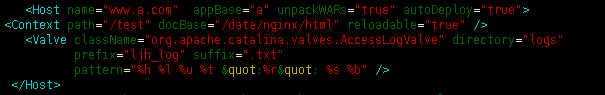 <Host name="www.a.com"  appBase="a" unpackWARs="true" autoDeploy="true">
<Context path="/test" docBase="/data/nginx/html" reloadable="true" />
<Valve className="org.apache.catalina.valves.AccessLogValve" directory="logs"
prefix="ljh_log" suffix=".txt"
pattern="%h %l %u %t &quot;%r&quot; %s %b" />
</Host>